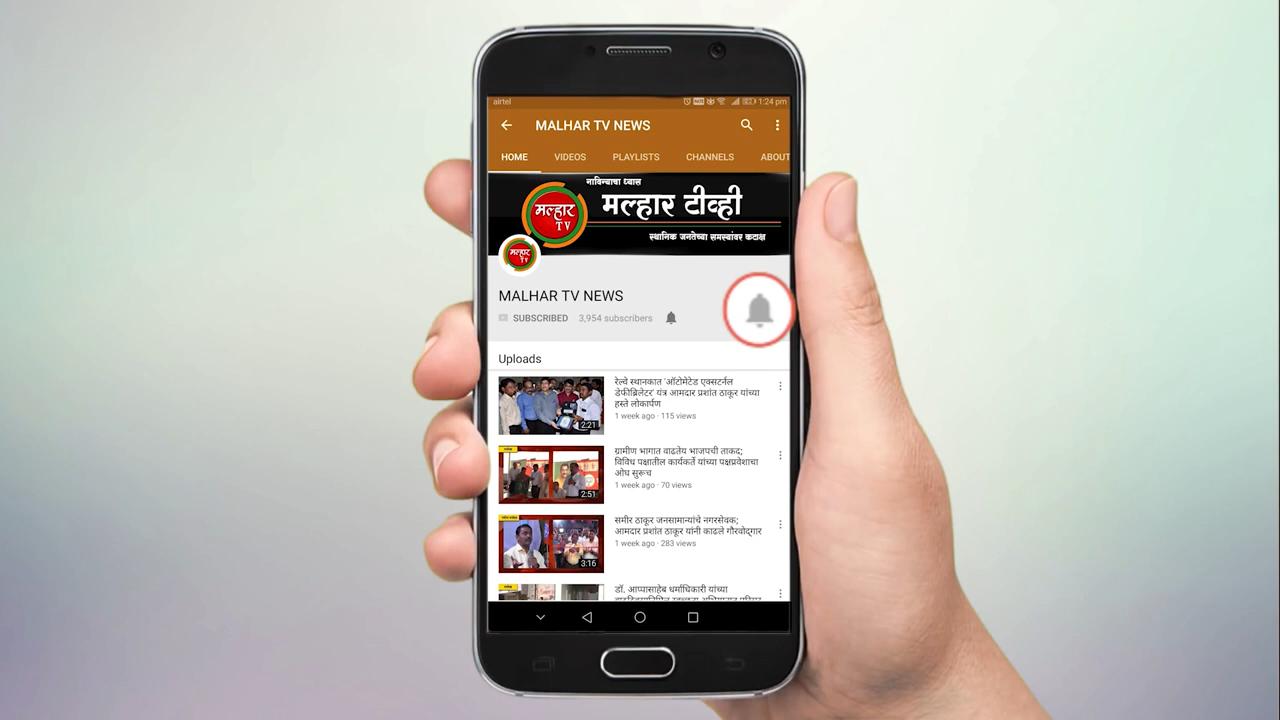 airtel 1:24 pm
MALHAR TV NEWS
HOME VIDEOS PLAYLISTS CHANNELS ABOUT
नाविन्याचा ध्यास
मल्हार टीव्ही
मल्हार
TV
स्थानिक जनतेच्या समस्यांवर कटाक्ष
मल्हार
TV
MALHAR TV NEWS
SUBSCRIBED 3,954 subscribers
Uploads
रेल्वे स्थानकात 'ऑटोमेटेड एक्सटर्नल
डेफीब्रिलेटर' यंत्र आमदार प्रशांत ठाकूर यांच्या
हस्ते लोकार्पण
1 week ago · 115 views
2:21
ग्रामीण भागात वाढतेय भाजपची ताकद;
विविध पक्षातील कार्यकर्ते यांच्या पक्षप्रवेशाचा
ओघ सुरूच
1 week ago · 70 views
2:51
समीर ठाकूर जनसामान्यांचे नगरसेवक;
आमदार प्रशांत ठाकूर यांनी काढले गौरवोद्गार
1 week ago · 283 views
3:16
डॉ. आप्पासाहेब धर्माधिकारी यांच्या